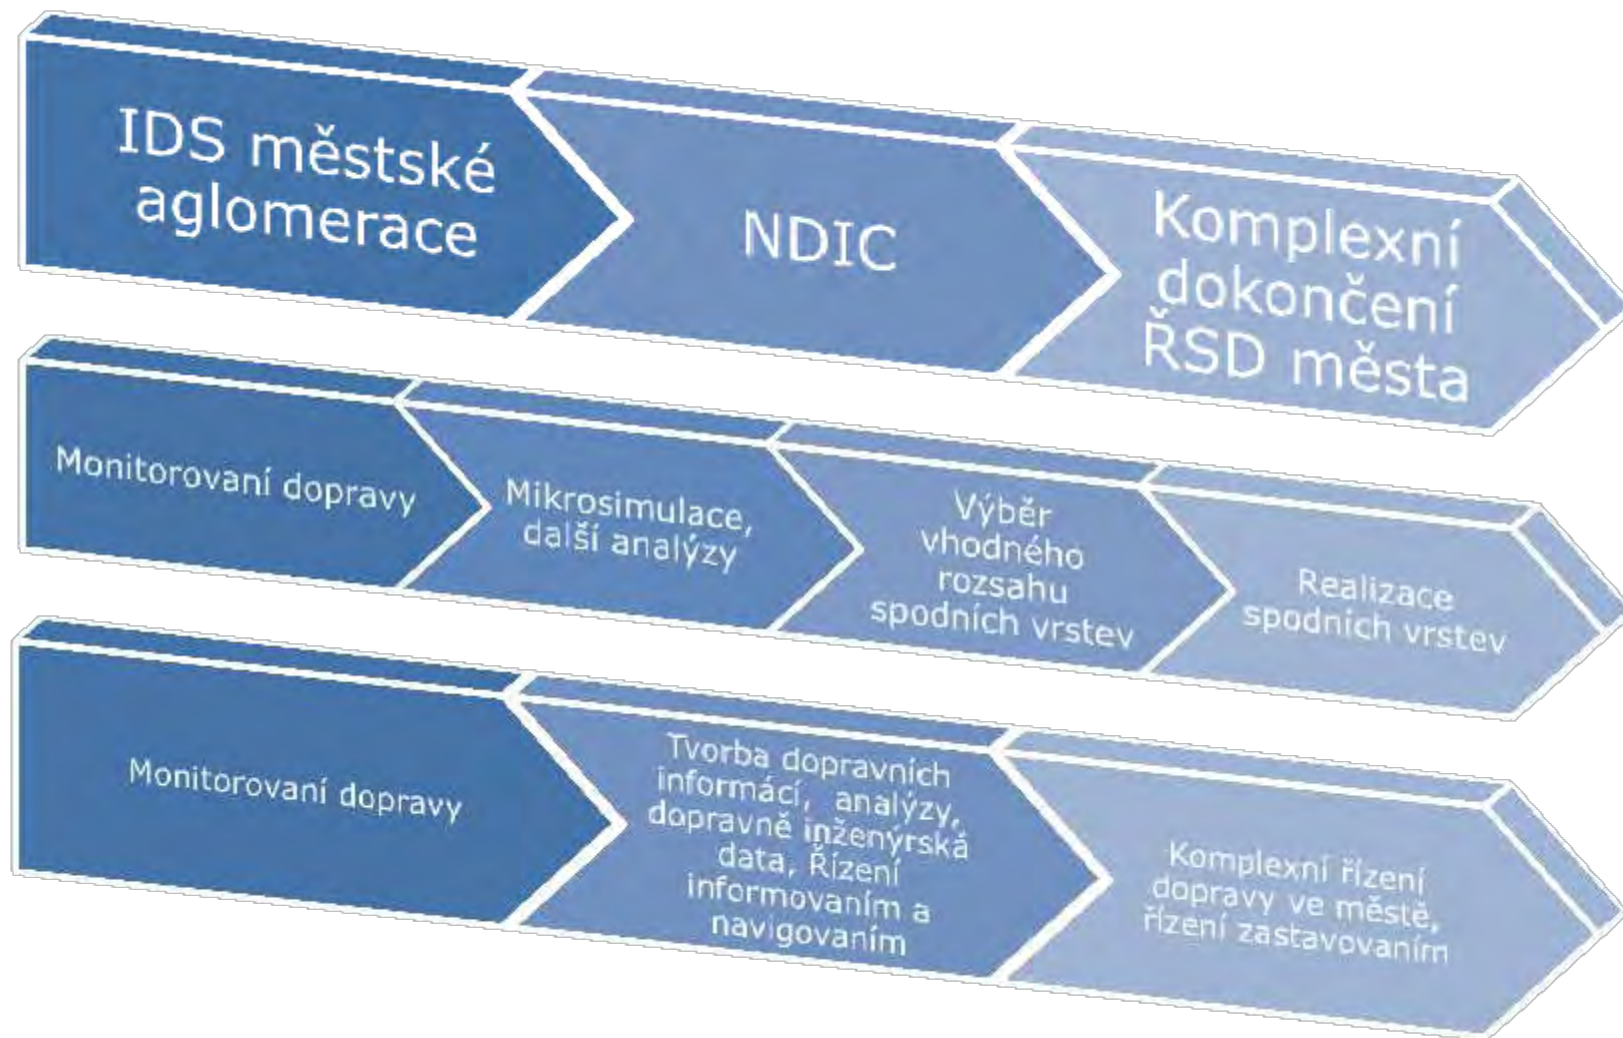 IDS městské
aglomerace
NDIC
Komplexní
dokončení
ŘSD města
Monitorovaní dopravy
Mikrosimulace,
další analýzy
Výběr
vhodného
rozsahu
spodních vrstev
Realizace
spodních vrstev
Monitorovaní dopravy
Tvorba dopravních
informácí, analýzy,
dopravně inženýrská
data, Řízení
informovaním a
navigovaním
Komplexní řízení
dopravy ve městě,
řízení zastavovaním